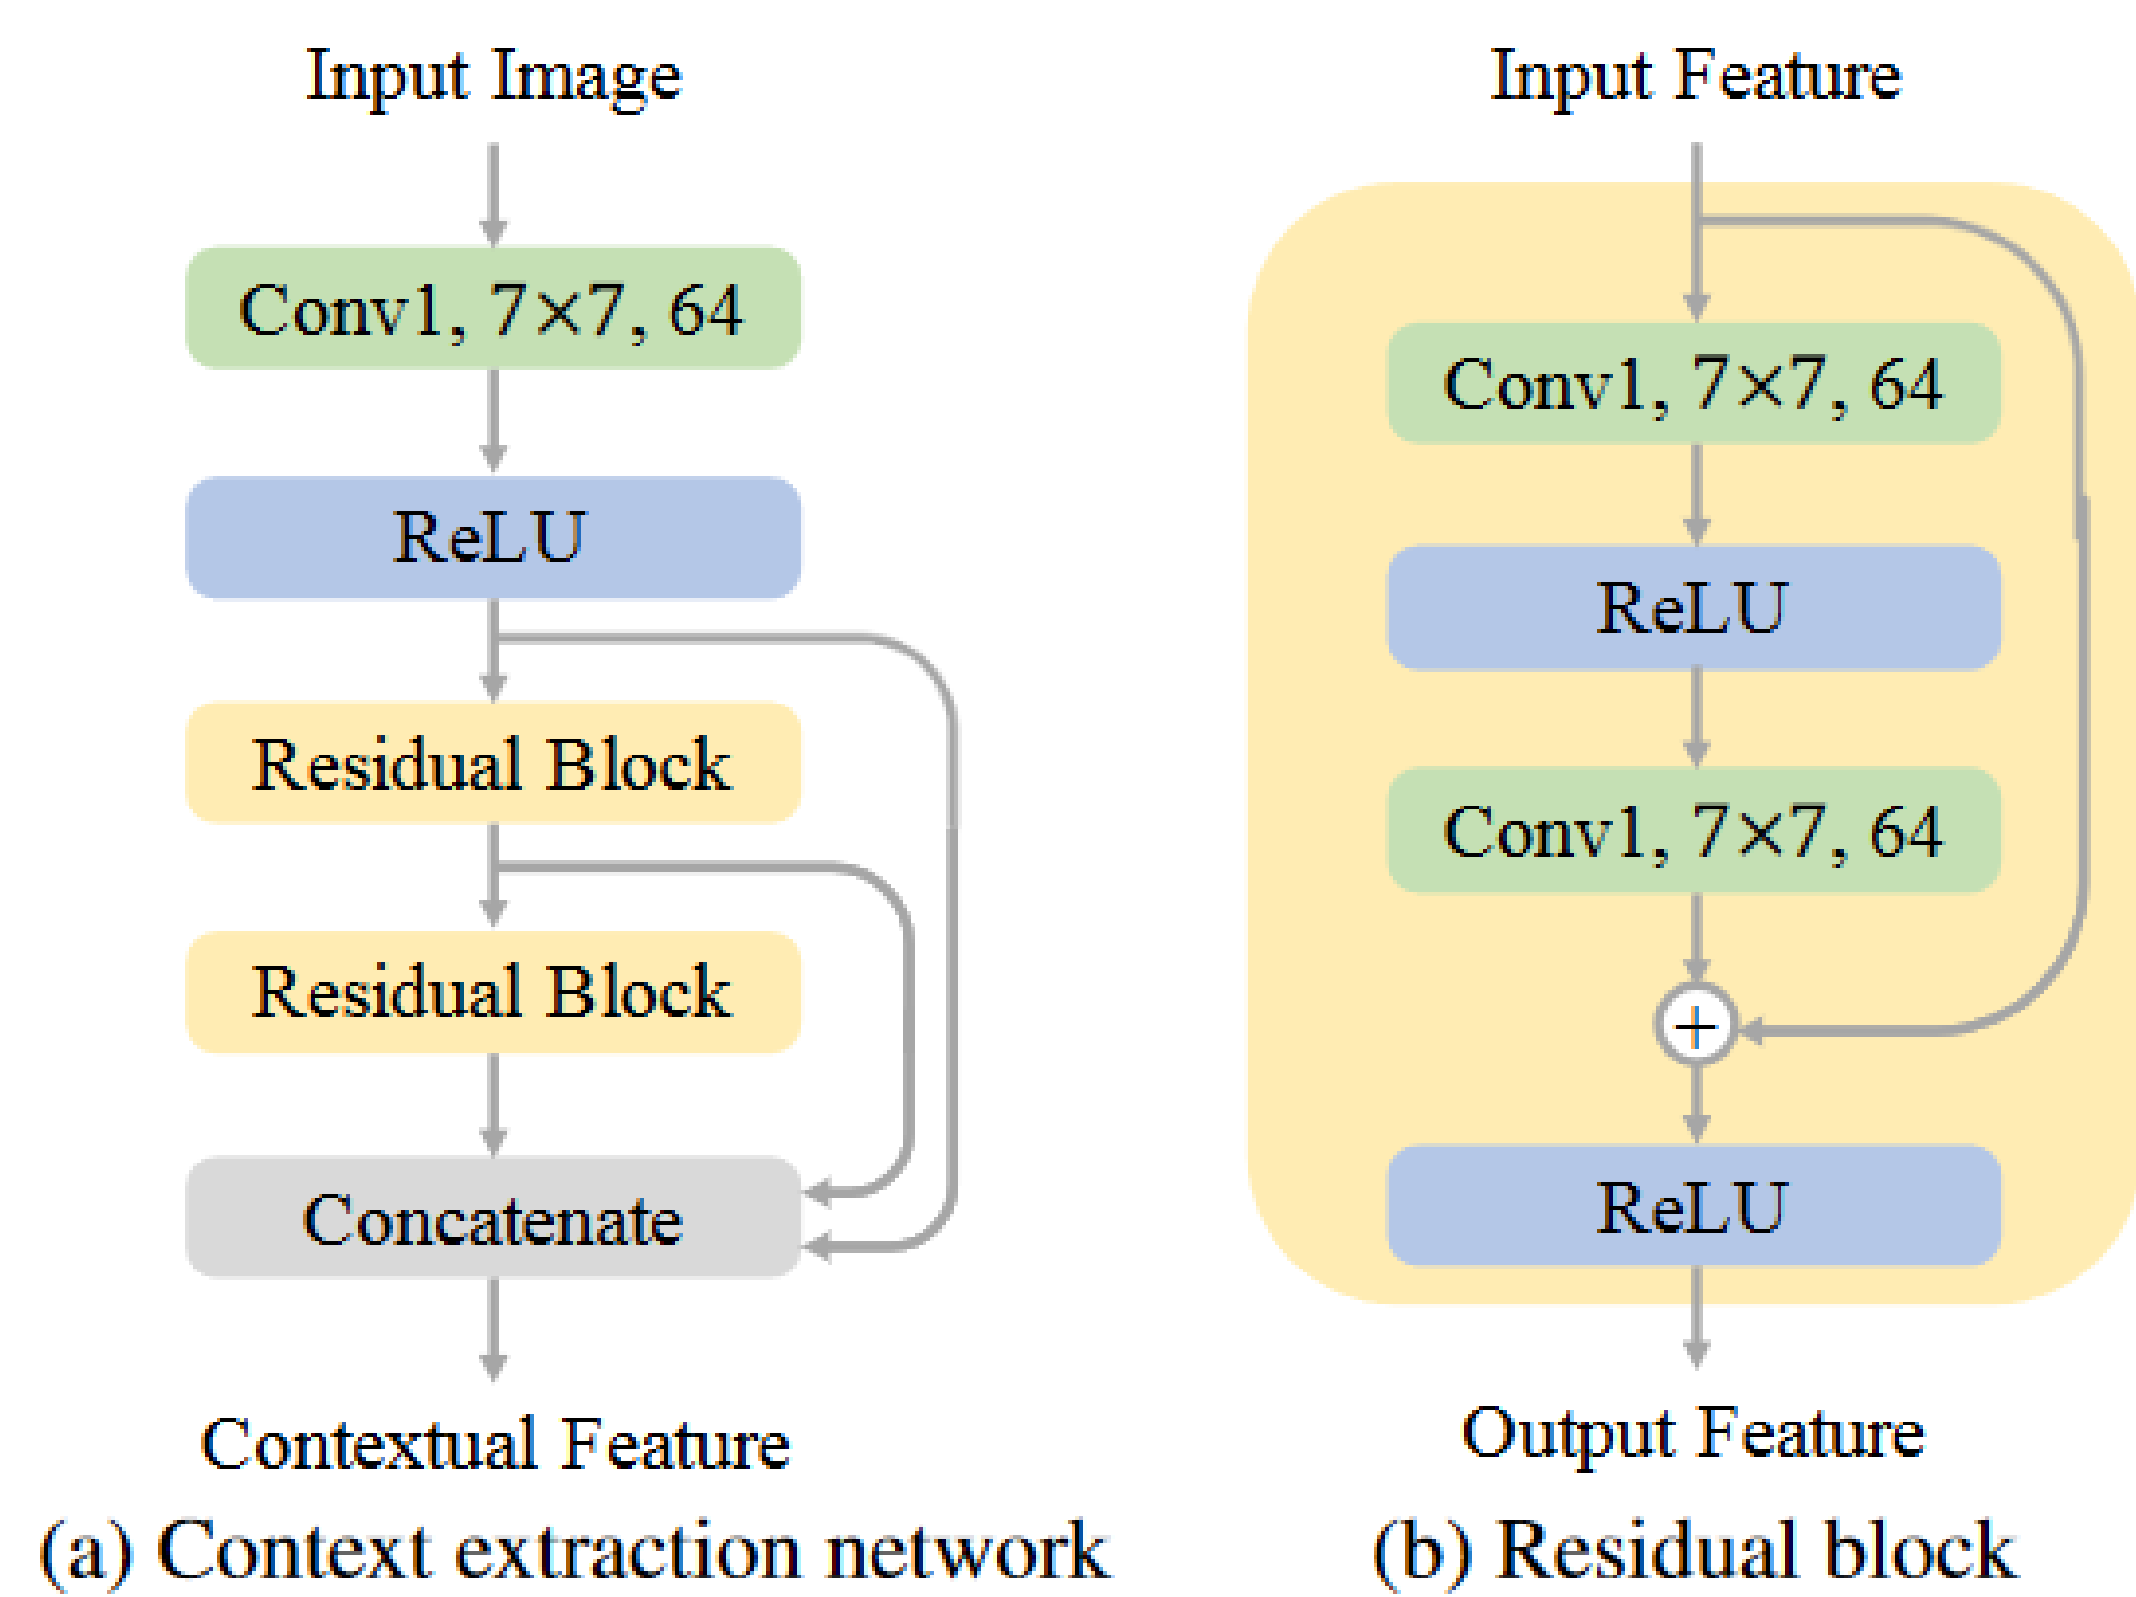 Input Image
Conv1, 7×7, 64
ReLU
Residual Block
Residual Block
Concatenate
Contextual Feature
(a) Context extraction network
Input Feature
Conv1, 7×7, 64
ReLU
Conv1, 7×7, 64
+
ReLU
Output Feature
(b) Residual block